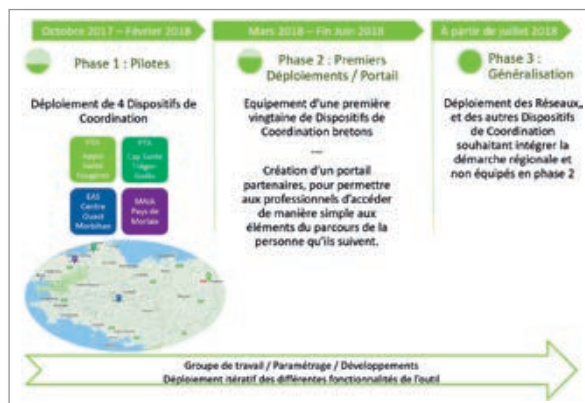 Octobre 2017 – Février 2018
Phase 1 : Pilotes
Déploiement de 4 Dispositifs de
Coordination
PTA
Appui
Santé
Fougères
PTA
Cap Santé
Trégor
Goëlo
EAS
Centre
Ouest
Morbihan
MAIA
Pays de
Morlaix
Mars 2018 – Fin Juin 2018
Phase 2 : Premiers
Déploiements / Portail
Equipement d'une première
vingtaine de Dispositifs de
Coordination bretons
—
Création d'un portail
partenaires, pour permettre
aux professionnels d'accéder
de manière simple aux
éléments du parcours de la
personne qu'ils suivent.
À partir de juillet 2018
Phase 3 :
Généralisation
Déploiement des Réseaux,
et des autres Dispositifs
de Coordination
souhaitant intégrer la
démarche régionale et
non équipés en phase 2
Groupe de travail / Paramétrage / Développements
Déploiement itératif des différentes fonctionnalités de l'outil